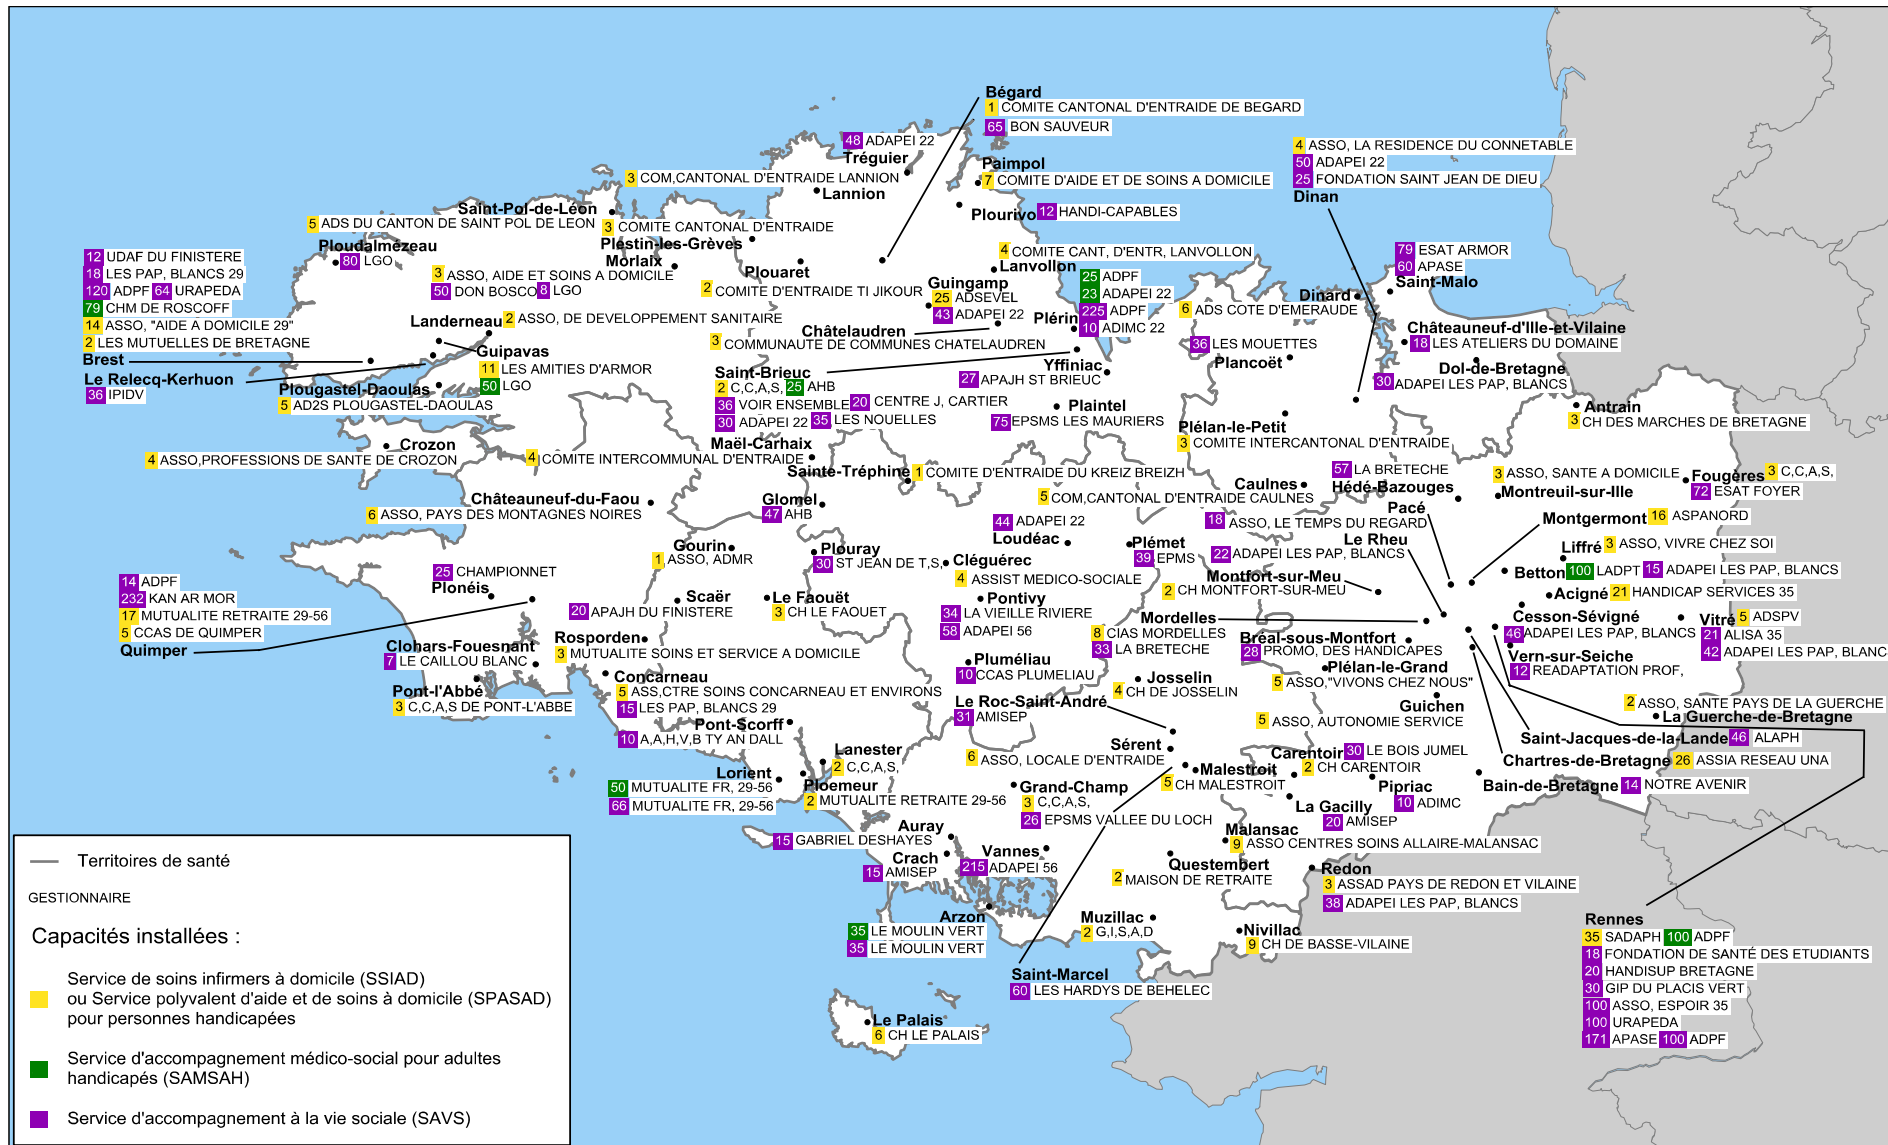 Bégard
1 COMITE CANTONAL D'ENTRAIDE DE BEGARD
65 BON SAUVEUR
48 ADAPEI 22
Tréguier
3 COM,CANTONAL D'ENTRAIDE LANNION
Lannion
Paimpol
7 COMITE D'AIDE ET DE SOINS A DOMICILE
Plourivo 12 HANDI-CAPABLES
4 ASSO, LA RESIDENCE DU CONNETABLE
50 ADAPEI 22
25 FONDATION SAINT JEAN DE DIEU
Dinan
Saint-Pol-de-Léon
5 ADS DU CANTON DE SAINT POL DE LEON
3 COMITE CANTONAL D'ENTRAIDE
Plestin-les-Grèves
Morlaix
3 ASSO, AIDE ET SOINS A DOMICILE
50 DON BOSCO 8 LGO
Ploudalmézeau
80 LGO
12 UDAF DU FINISTERE
18 LES PAP, BLANCS 29
120 ADPF 64 URAPEDA
79 CHM DE ROSCOFF
14 ASSO, "AIDE A DOMICILE 29"
2 LES MUTUELLES DE BRETAGNE
Brest
Le Relecq-Kerhuon
36 IPIDV
Landerneau 2 ASSO, DE DEVELOPPEMENT SANITAIRE
Guipavas
11 LES AMITIES D'ARMOR
50 LGO
Plougastel-Daoulas
5 AD2S PLOUGASTEL-DAOULAS
Plouaret
2 COMITE D'ENTRAIDE TI JIKOUR
4 COMITE CANT, D'ENTR, LANVOLLON
Lanvollon
Guingamp
25 ADSEVEL
43 ADAPEI 22
Châtelaudren
3 COMMUNAUTE DE COMMUNES CHATELAUDREN
25 ADPF
23 ADAPEI 22
225 ADPF
10 ADIMC 22
Plérin
Saint-Brieuc
2 C,C,A,S, 25 AHB
36 VOIR ENSEMBLE 20 CENTRE J, CARTIER
30 ADAPEI 22 35 LES NOUELLES
Yffiniac
27 APAJH ST BRIEUC
Plaintel
75 EPSMS LES MAURIERS
Dinard
6 ADS COTE D'EMERAUDE
79 ESAT ARMOR
60 APASE
Saint-Malo
36 LES MOUETTES
Plancoët
Châteauneuf-d'Ille-et-Vilaine
18 LES ATELIERS DU DOMAINE
Dol-de-Bretagne
30 ADAPEI LES PAP, BLANCS
Antrain
3 CH DES MARCHES DE BRETAGNE
Plélan-le-Petit
3 COMITE INTERCANTONAL D'ENTRAIDE
Crozon
4 ASSO,PROFESSIONS DE SANTE DE CROZON
Maël-Carhaix
4 COMITE INTERCOMMUNAL D'ENTRAIDE
Sainte-Tréphine 1 COMITE D'ENTRAIDE DU KREIZ BREIZH
Châteauneuf-du-Faou
6 ASSO, PAYS DES MONTAGNES NOIRES
Glomel
47 AHB
Caulnes
5 COM,CANTONAL D'ENTRAIDE CAULNES
57 LA BRETECHE
Hédé-Bazouges
3 ASSO, SANTE A DOMICILE
Montreuil-sur-Ille
Fougères 3 C,C,A,S,
72 ESAT FOYER
Pacé
18 ASSO, LE TEMPS DU REGARD
Le Rheu
22 ADAPEI LES PAP, BLANCS
Montgermont 16 ASPANORD
Liffré 3 ASSO, VIVRE CHEZ SOI
Betton 100 LADPT 15 ADAPEI LES PAP, BLANCS
Acigné 21 HANDICAP SERVICES 35
Cesson-Sévigné
46 ADAPEI LES PAP, BLANCS
Vitré 5 ADSPV
21 ALISA 35
42 ADAPEI LES PAP, BLANC
Vern-sur-Seiche
12 READAPTATION PROF,
44 ADAPEI 22
Loudéac
Plémet
39 EPMS
Montfort-sur-Meu
2 CH MONTFORT-SUR-MEU
Gourin
1 ASSO, ADMR
Plouray
30 ST JEAN DE T,S,
Cléguérec
4 ASSIST MEDICO-SOCIALE
25 CHAMPIONNET
Plonéis
14 ADPF
232 KAN AR MOR
17 MUTUALITE RETRAITE 29-56
5 CCAS DE QUIMPER
Quimper
Scaër
20 APAJH DU FINISTERE
Le Faouët
3 CH LE FAOUET
Pontivy
34 LA VIEILLE RIVIERE
58 ADAPEI 56
Mordelles
8 CIAS MORDELLES
33 LA BRETECHE
Bréal-sous-Montfort
28 PROMO, DES HANDICAPES
Rosporden
3 MUTUALITE SOINS ET SERVICE A DOMICILE
Clohars-Fouesnant
7 LE CAILLOU BLANC
Pont-l'Abbé
3 C,C,A,S DE PONT-L'ABBE
Concarneau
5 ASS,CTRE SOINS CONCARNEAU ET ENVIRONS
15 LES PAP, BLANCS 29
Pluméliau
10 CCAS PLUMELIAU
Josselin
4 CH DE JOSSELIN
Plélan-le-Grand
5 ASSO,"VIVONS CHEZ NOUS"
Guichen
5 ASSO, AUTONOMIE SERVICE
2 ASSO, SANTE PAYS DE LA GUERCHE
La Guerche-de-Bretagne
Saint-Jacques-de-la-Lande 46 ALAPH
Chartres-de-Bretagne 26 ASSIA RESEAU UNA
Bain-de-Bretagne 14 NOTRE AVENIR
Le Roc-Saint-André
31 AMISEP
Pont-Scorff
10 A,A,H,V,B TY AN DALL
Sérent
6 ASSO, LOCALE D'ENTRAIDE
Lanester
2 C,C,A,S,
Lorient
50 MUTUALITE FR, 29-56
66 MUTUALITE FR, 29-56
Ploemeur
2 MUTUALITE RETRAITE 29-56
Malestroit
5 CH MALESTROIT
Carentoir
2 CH CARENTOIR
30 LE BOIS JUMEL
Pipriac
10 ADIMC
La Gacilly
20 AMISEP
Grand-Champ
3 C,C,A,S,
26 EPSMS VALLEE DU LOCH
Auray
15 GABRIEL DESHAYES
Crach
15 AMISEP
Vannes
215 ADAPEI 56
Malansac
9 ASSO CENTRES SOINS ALLAIRE-MALANSAC
Questembert
2 MAISON DE RETRAITE
Redon
3 ASSAD PAYS DE REDON ET VILAINE
38 ADAPEI LES PAP, BLANCS
Arzon
35 LE MOULIN VERT
35 LE MOULIN VERT
Muzillac
2 G,I,S,A,D
Nivillac
9 CH DE BASSE-VILAINE
Saint-Marcel
60 LES HARDYS DE BEHELEC
Le Palais
6 CH LE PALAIS
Rennes
35 SADAPH 100 ADPF
18 FONDATION DE SANTÉ DES ETUDIANTS
20 HANDISUP BRETAGNE
30 GIP DU PLACIS VERT
100 ASSO, ESPOIR 35
100 URAPEDA
171 APASE 100 ADPF
Territoires de santé
GESTIONNAIRE
Capacités installées :
Service de soins infirmers à domicile (SSIAD)
ou Service polyvalent d'aide et de soins à domicile (SPASAD)
pour personnes handicapées
Service d'accompagnement médico-social pour adultes
handicapés (SAMSAH)
Service d'accompagnement à la vie sociale (SAVS)